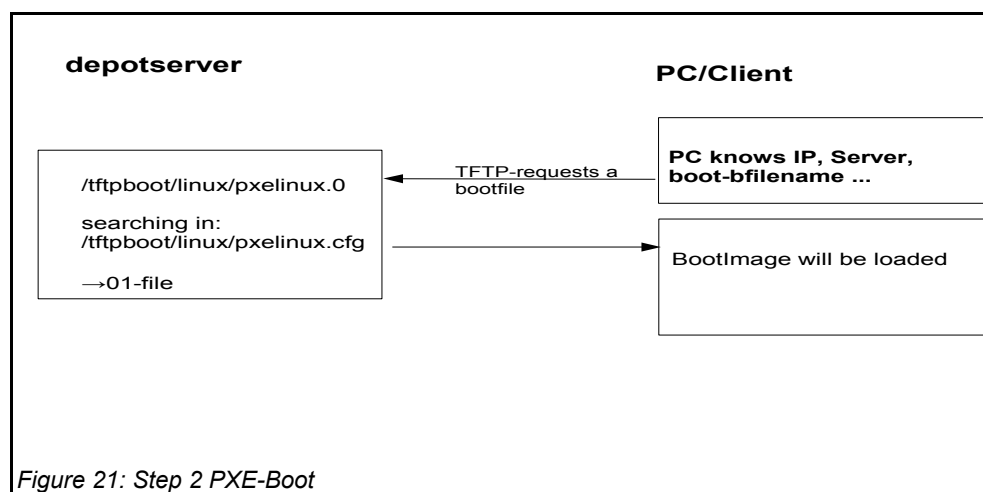 depotserver
PC/Client
/tftpboot/linux/pxelinux.0
searching in:
/tftpboot/linux/pxelinux.cfg
→01-file
TFTP-requests a
bootfile
PC knows IP, Server,
boot-bfilename ...
BootImage will be loaded
Figure 21: Step 2 PXE-Boot